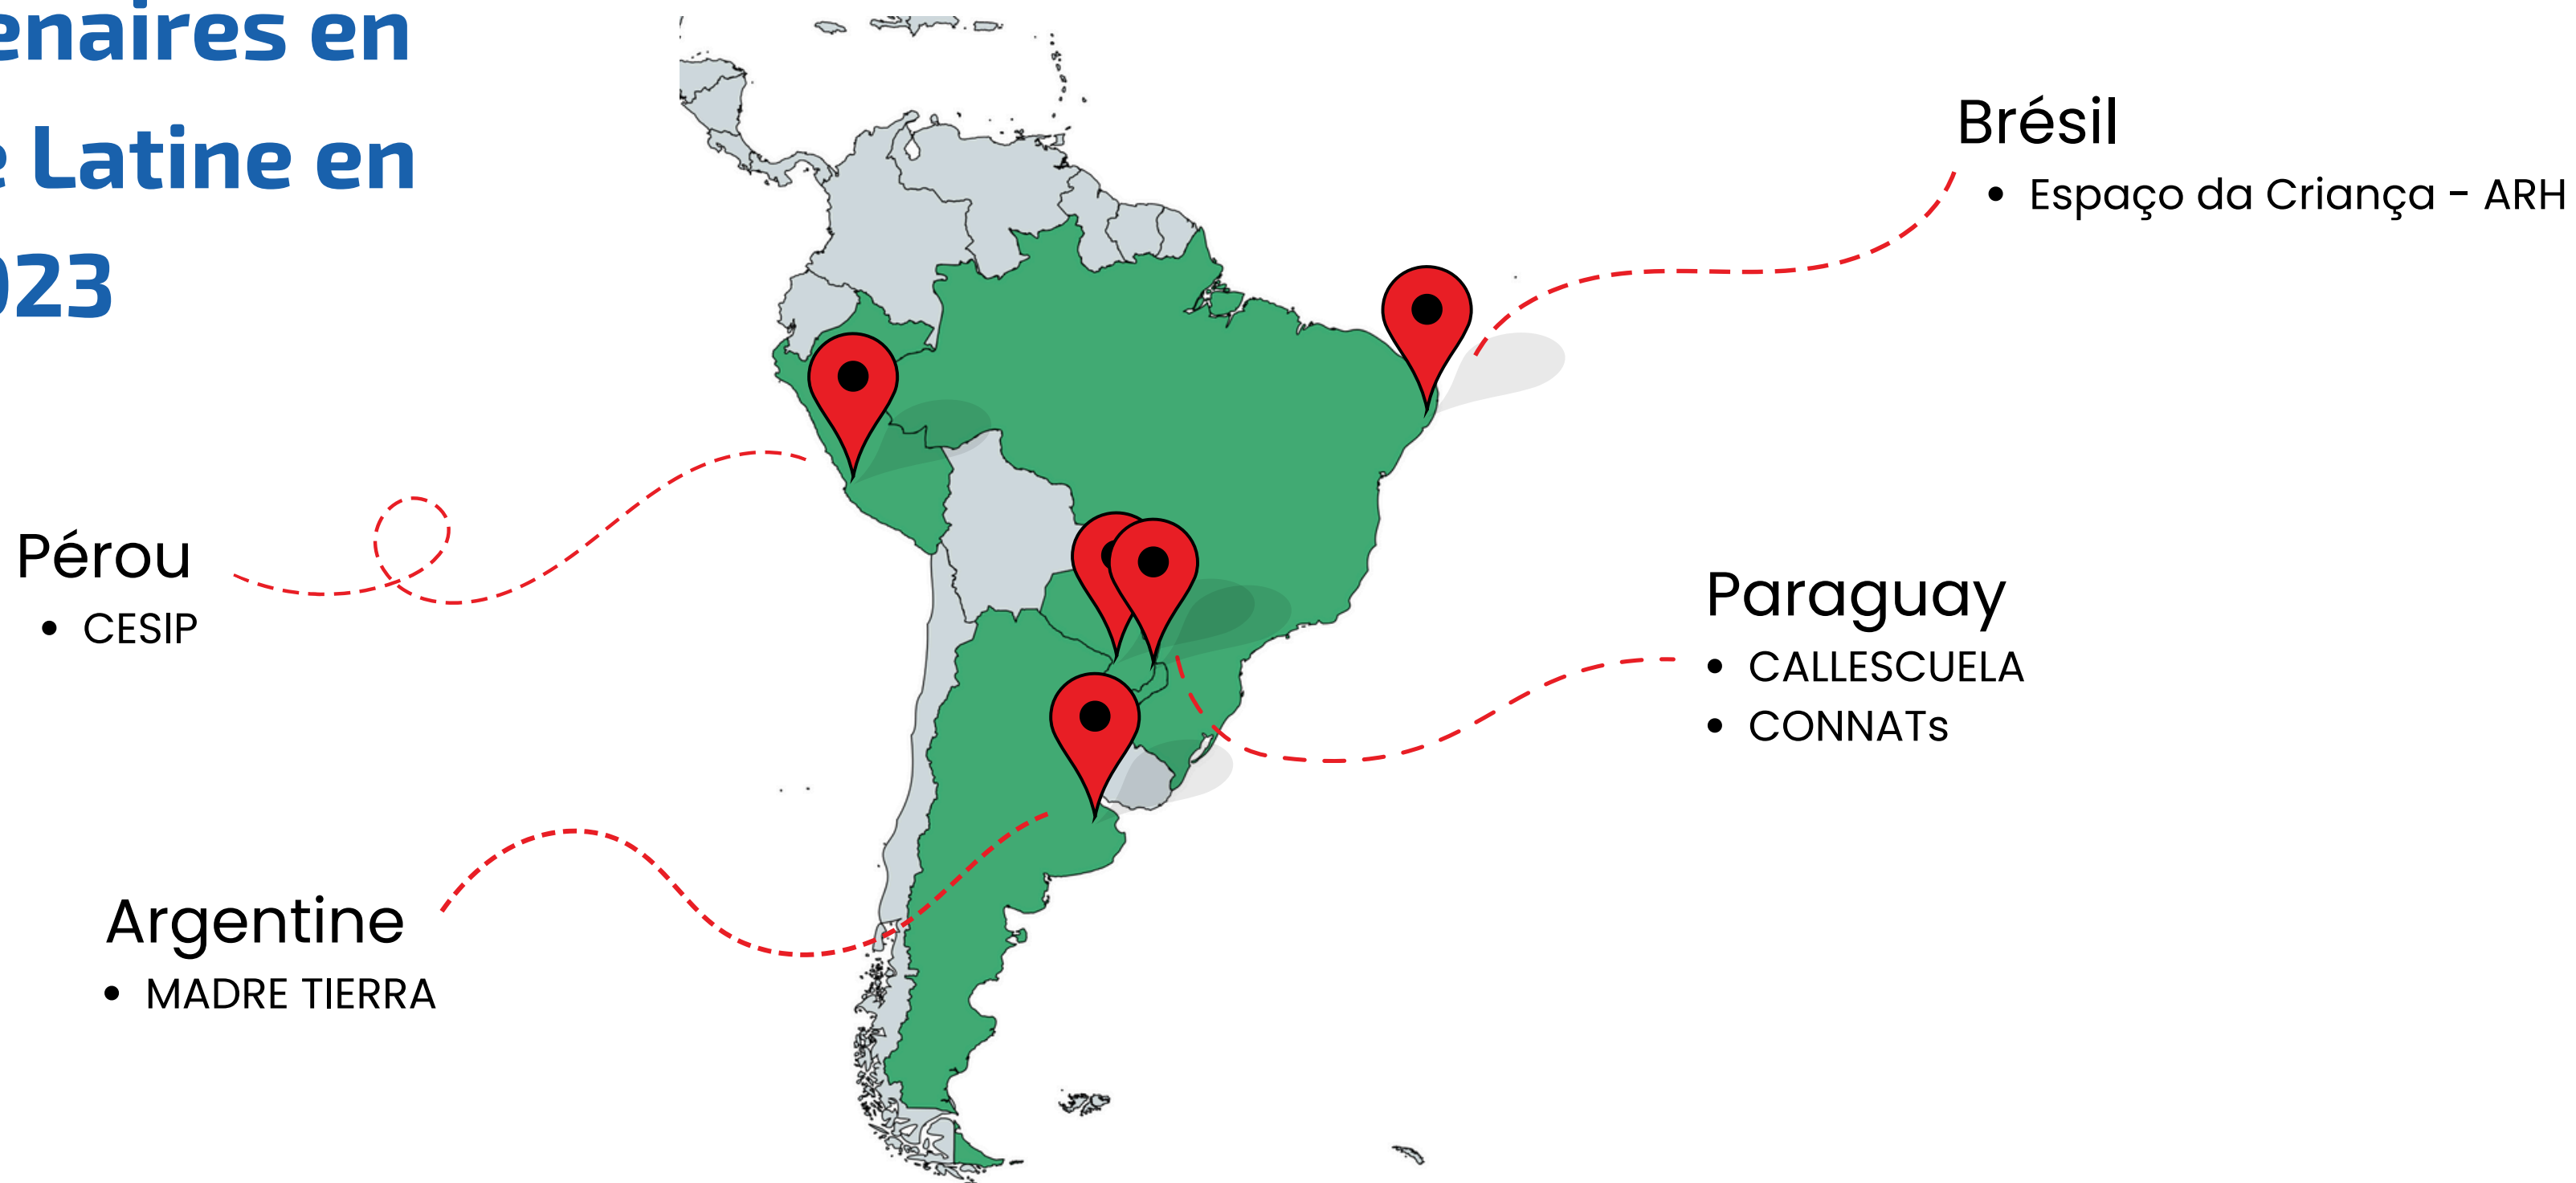 enaires en
e Latine en
023
Brésil
• Espaço da Criança - ARH
Pérou
• CESIP
Paraguay
• CALLESCUELA
• CONNATs
Argentine
• MADRE TIERRA